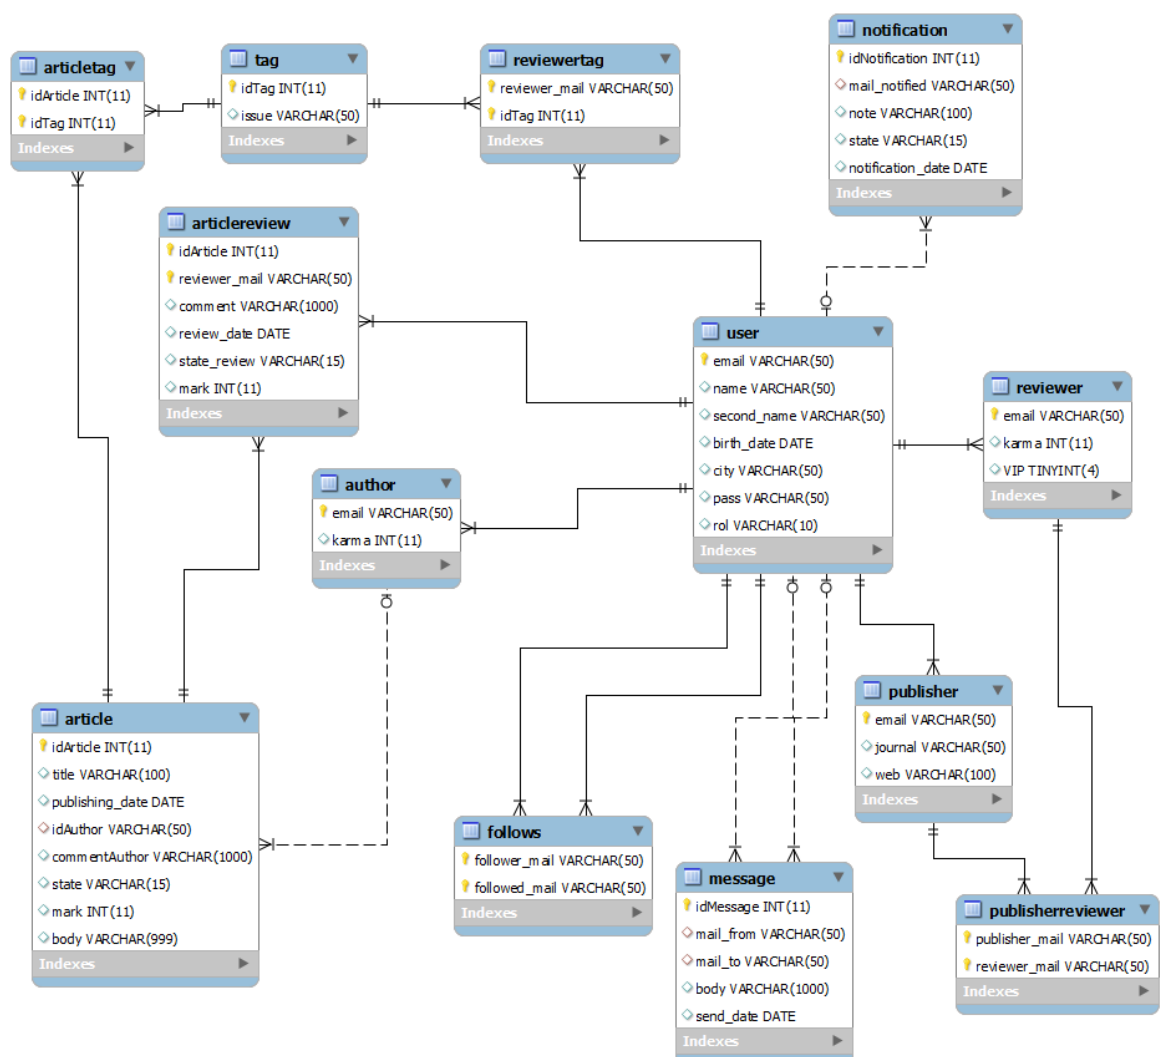 articletag
idArticle INT(11)
idTag INT(11)
Indexes
tag
idTag INT(11)
issue VARCHAR(50)
Indexes
reviewertag
reviewer_mail VARCHAR(50)
idTag INT(11)
Indexes
notification
idNotification INT(11)
mail_notified VARCHAR(50)
note VARCHAR(100)
state VARCHAR(15)
notification_date DATE
Indexes
articlereview
idArticle INT(11)
reviewer_mail VARCHAR(50)
comment VARCHAR(1000)
review_date DATE
state_review VARCHAR(15)
mark INT(11)
Indexes
user
email VARCHAR(50)
name VARCHAR(50)
second_name VARCHAR(50)
birth_date DATE
city VARCHAR(50)
pass VARCHAR(50)
rol VARCHAR(10)
Indexes
reviewer
email VARCHAR(50)
karma INT(11)
VIP TINYINT(4)
Indexes
author
email VARCHAR(50)
karma INT(11)
Indexes
article
idArticle INT(11)
title VARCHAR(100)
publishing_date DATE
idAuthor VARCHAR(50)
commentAuthor VARCHAR(1000)
state VARCHAR(15)
mark INT(11)
body VARCHAR(999)
Indexes
follows
follower_mail VARCHAR(50)
followed_mail VARCHAR(50)
Indexes
message
idMessage INT(11)
mail_from VARCHAR(50)
mail_to VARCHAR(50)
body VARCHAR(1000)
send_date DATE
Indexes
publisher
email VARCHAR(50)
journal VARCHAR(50)
web VARCHAR(100)
Indexes
publisherreviewer
publisher_mail VARCHAR(50)
reviewer_mail VARCHAR(50)
Indexes